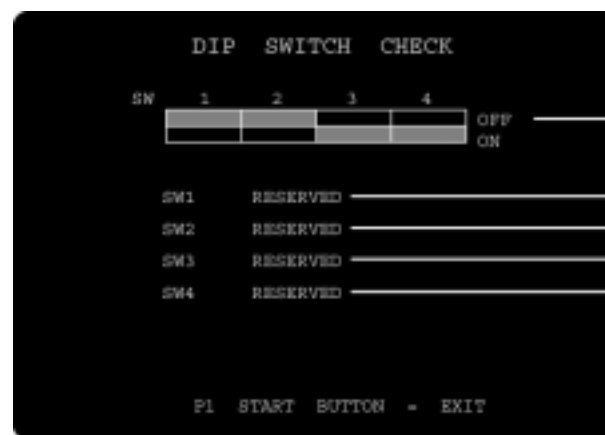 DIP SWITCH CHECK
SW 1 2 3 4
OFF
ON
SW1 RESERVED
SW2 RESERVED
SW3 RESERVED
SW4 RESERVED
P1 START BUTTON = EXIT